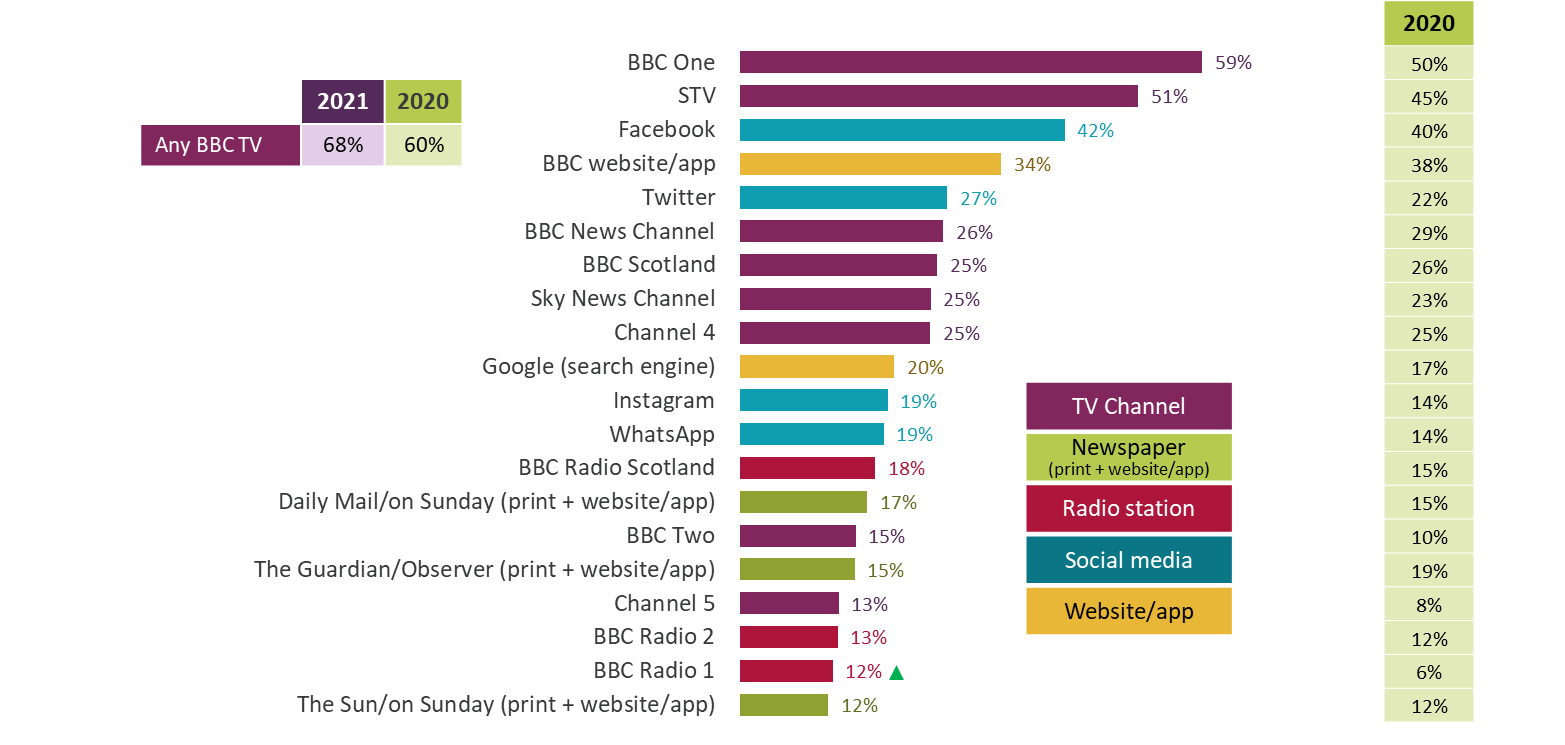 2020
BBC One 59% 50%
STV 51% 45%
2021 2020
Facebook 42% 40%
Any BBC TV 68% 60%
BBC website/app 34% 38%
Twitter 27% 22%
BBC News Channel 26% 29%
BBC Scotland 25% 26%
Sky News Channel 25% 23%
Channel 4 25% 25%
Google (search engine) 20% 17%
Instagram 19% 14%
TV Channel
WhatsApp 19% 14%
Newspaper
(print + website/app)
BBC Radio Scotland 18% 15%
Daily Mail/on Sunday (print + website/app) 17% 15%
Radio station
BBC Two 15% 10%
Social media
The Guardian/Observer (print + website/app) 15% 19%
Channel 5 13% 8%
Website/app
BBC Radio 2 13% 12%
BBC Radio 1 12% ▲ 6%
The Sun/on Sunday (print + website/app) 12% 12%